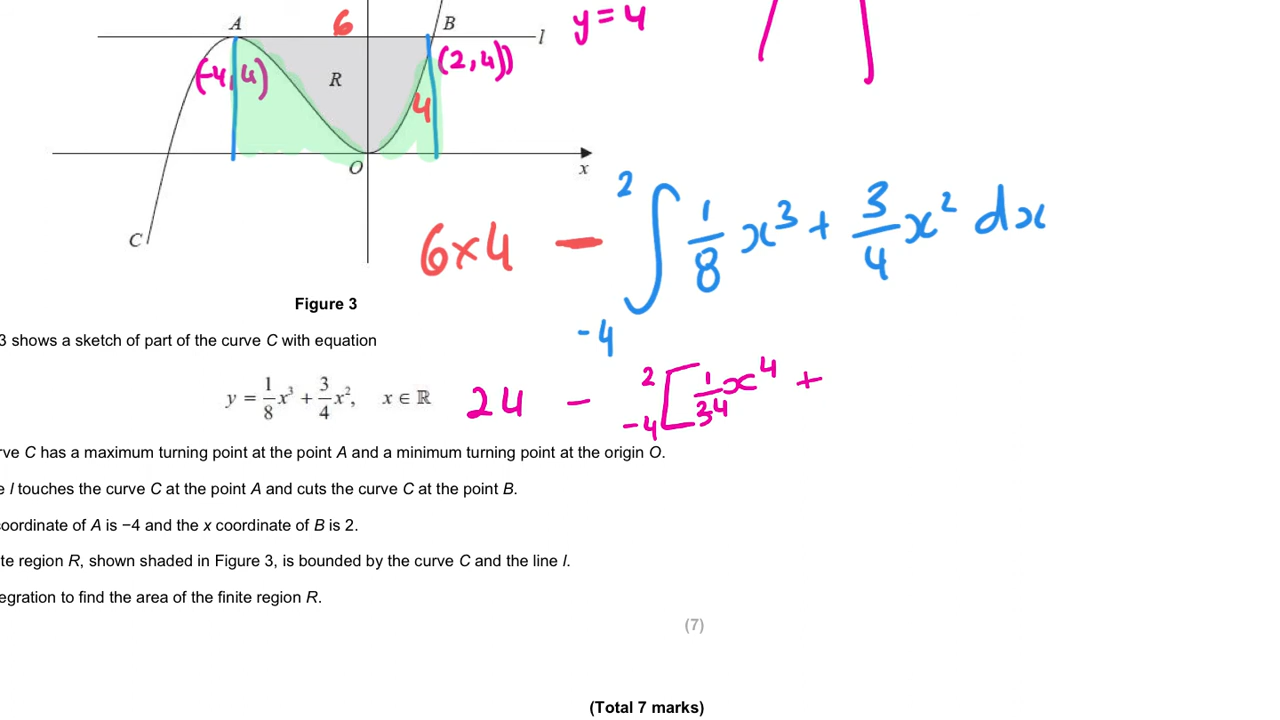 A 6 B l y = 4
(-4,4) R (2,4))
4
O x
C
6×4 - ∫ 2 -4 1/8 x³ + 3/4 x² dx
Figure 3
3 shows a sketch of part of the curve C with equation
y = 1/8 x³ + 3/4 x², x ∈ ℝ 24 - 2 -4 [ 1/34 x⁴ +
rve C has a maximum turning point at the point A and a minimum turning point at the origin O.
e l touches the curve C at the point A and cuts the curve C at the point B.
coordinate of A is −4 and the x coordinate of B is 2.
ite region R, shown shaded in Figure 3, is bounded by the curve C and the line l.
egration to find the area of the finite region R.
(7)
(Total 7 marks)